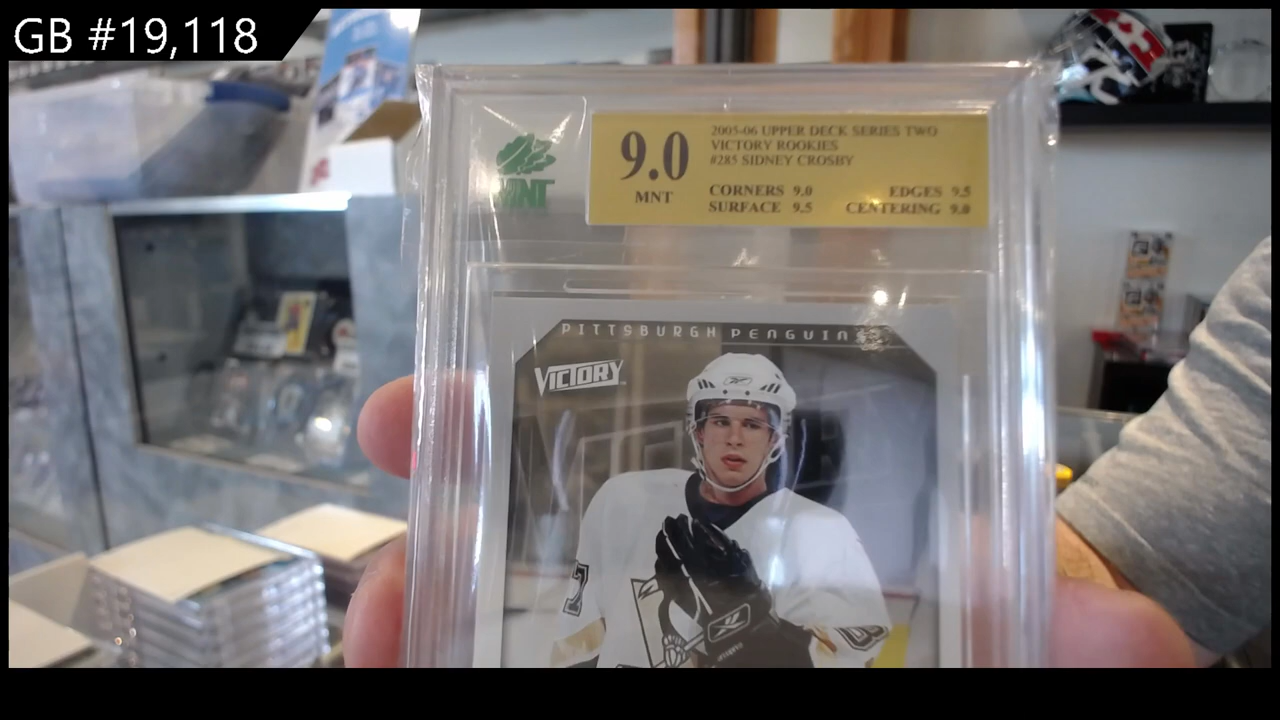 GB #19,118
MNT
9.0
MNT
2005-06 UPPER DECK SERIES TWO
VICTORY ROOKIES
#285 SIDNEY CROSBY
CORNERS 9.0 EDGES 9.5
SURFACE 9.5 CENTERING 9.0
PITTSBURGH PENGUINS
VICTORY